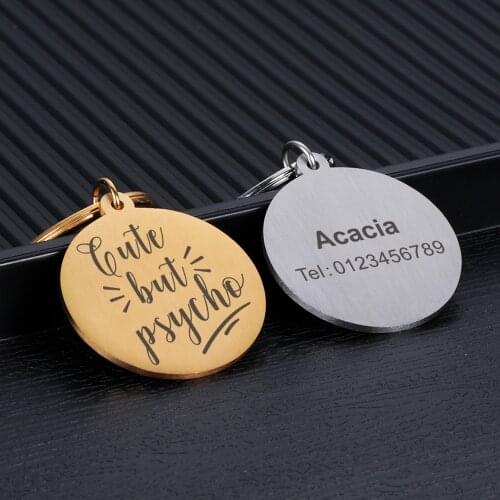 Cute
but
psycho
Acacia
Tel:0123456789